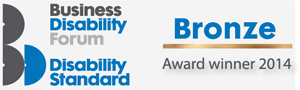 Business
Disability
Forum
Disability
Standard
Bronze
Award winner 2014